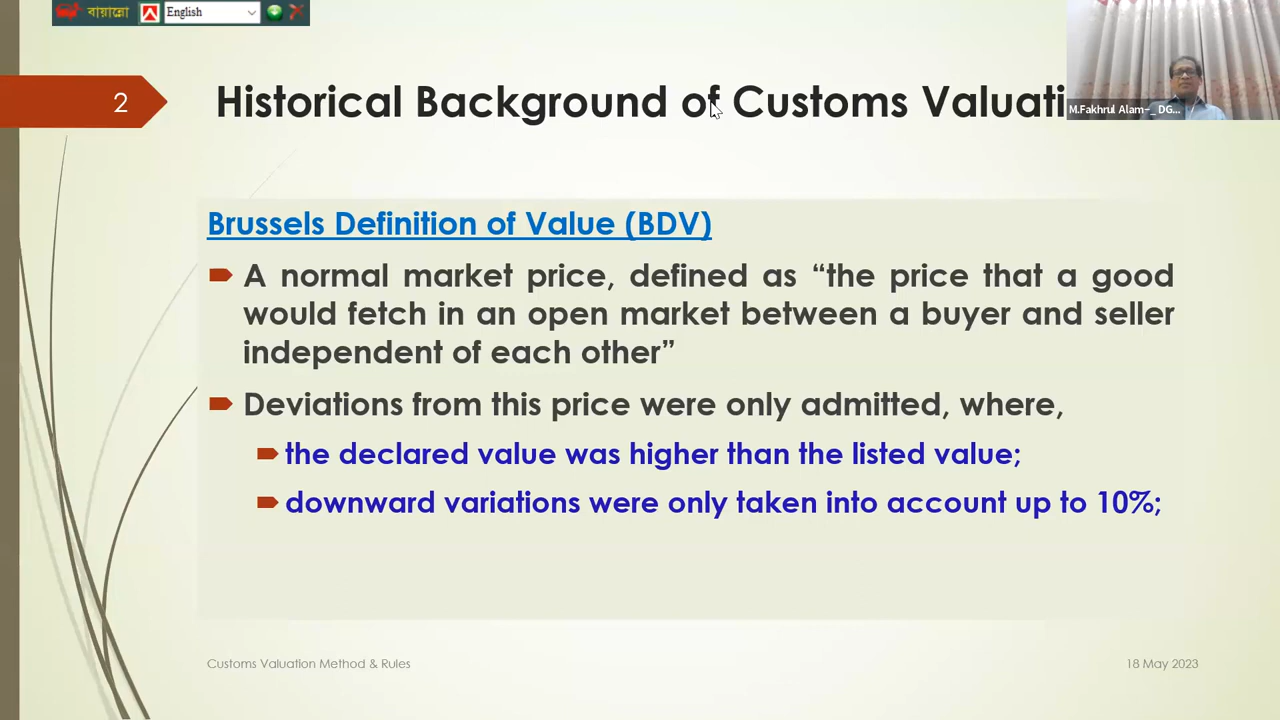 বায়ান্নো English
2
Historical Background of Customs Valuati
M.Fakhrul Alam-_ DG...
Brussels Definition of Value (BDV)
A normal market price, defined as “the price that a good
would fetch in an open market between a buyer and seller
independent of each other”
Deviations from this price were only admitted, where,
the declared value was higher than the listed value;
downward variations were only taken into account up to 10%;
Customs Valuation Method & Rules
18 May 2023